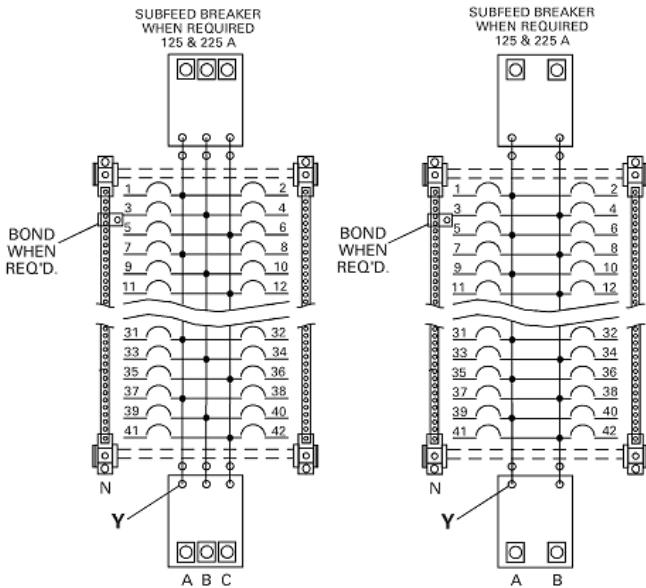 SUBFEED BREAKER
WHEN REQUIRED
125 & 225 A
1 2
3 4
5 6
7 8
9 10
11 12
BOND
WHEN
REQ'D.
31 32
33 34
35 36
37 38
39 40
41 42
N
Y
A B C
SUBFEED BREAKER
WHEN REQUIRED
125 & 225 A
1 2
3 4
5 6
7 8
9 10
11 12
BOND
WHEN
REQ'D.
31 32
33 34
35 36
37 38
39 40
41 42
N
Y
A B